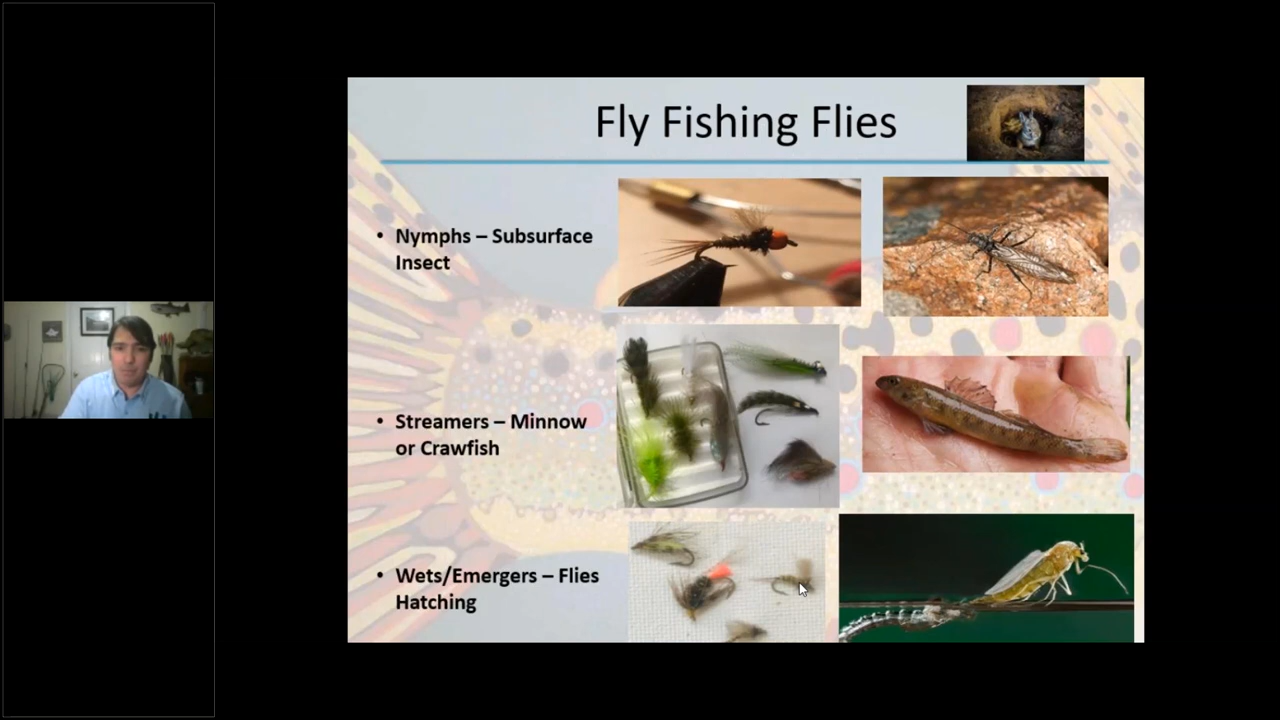 Fly Fishing Flies
• Nymphs – Subsurface
Insect
• Streamers – Minnow
or Crawfish
• Wets/Emergers – Flies
Hatching